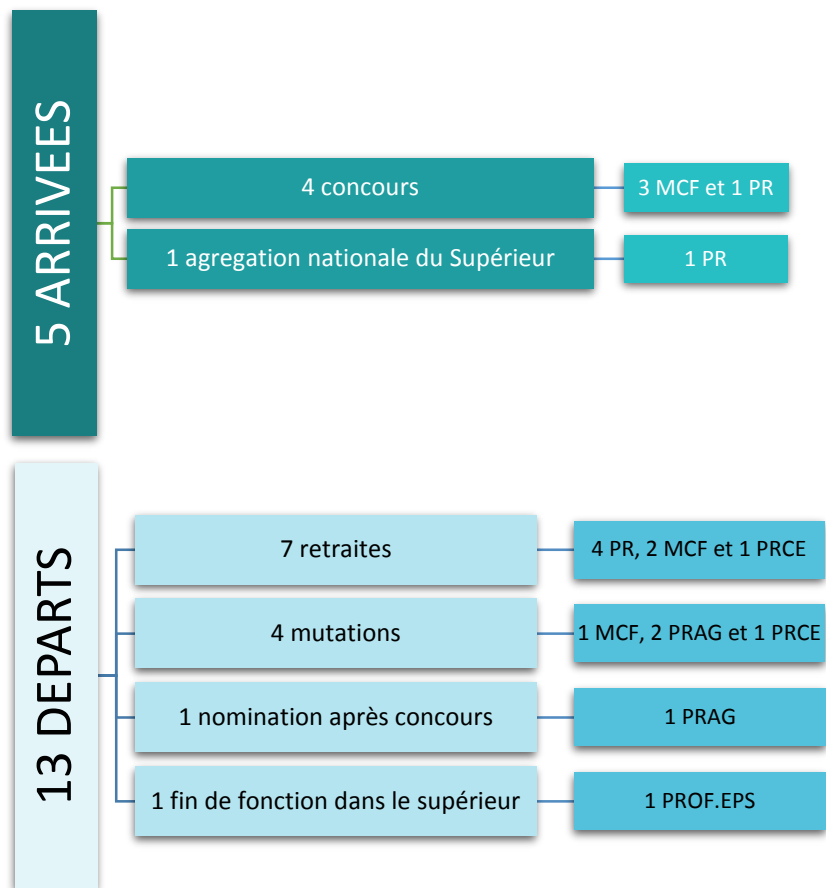 5 ARRIVEES
4 concours
3 MCF et 1 PR
1 agregation nationale du Supérieur
1 PR
13 DEPARTS
7 retraites
4 PR, 2 MCF et 1 PRCE
4 mutations
1 MCF, 2 PRAG et 1 PRCE
1 nomination après concours
1 PRAG
1 fin de fonction dans le supérieur
1 PROF.EPS